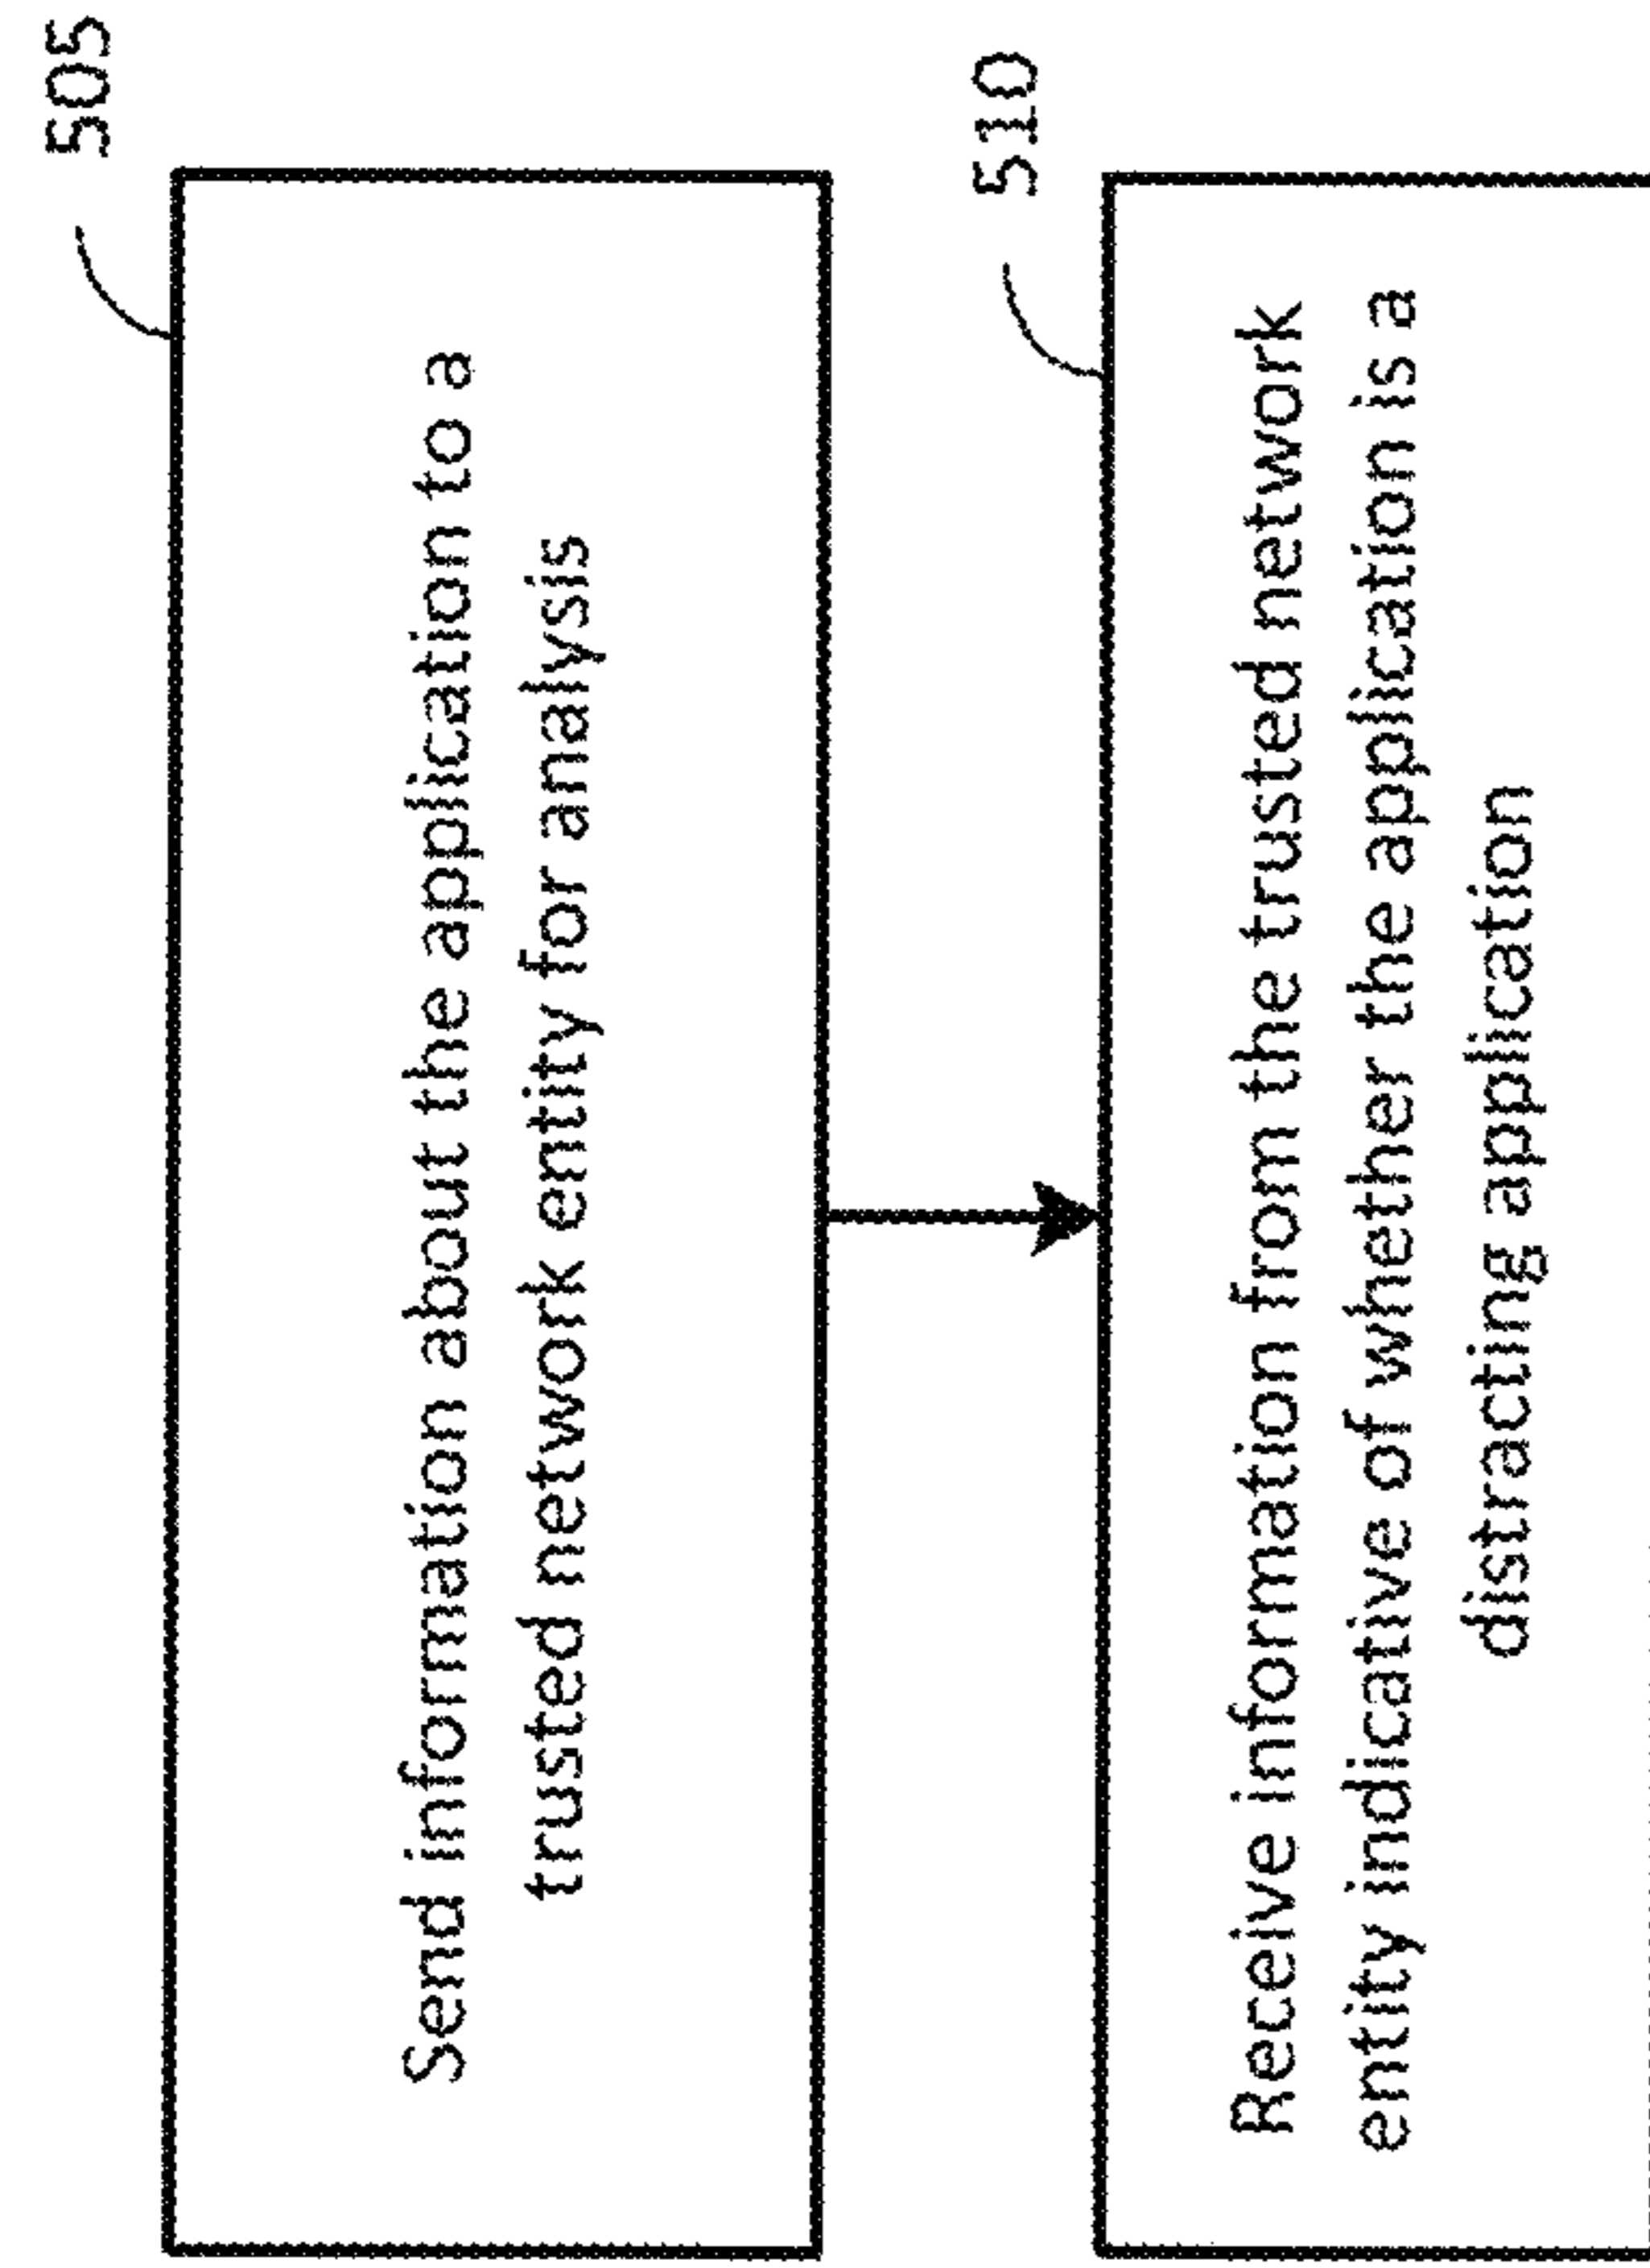 505
Send information about the application to a
trusted network entity for analysis
510
Receive information from the trusted network
entity indicative of whether the application is a
distracting application